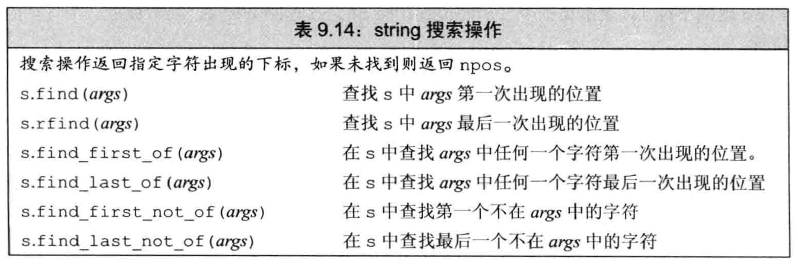 表 9.14：string 搜索操作
搜索操作返回指定字符出现的下标，如果未找到则返回 npos。
s.find(args) 查找 s 中 args 第一次出现的位置
s.rfind(args) 查找 s 中 args 最后一次出现的位置
s.find_first_of(args) 在 s 中查找 args 中任何一个字符第一次出现的位置。
s.find_last_of(args) 在 s 中查找 args 中任何一个字符最后一次出现的位置
s.find_first_not_of(args) 在 s 中查找第一个不在 args 中的字符
s.find_last_not_of(args) 在 s 中查找最后一个不在 args 中的字符